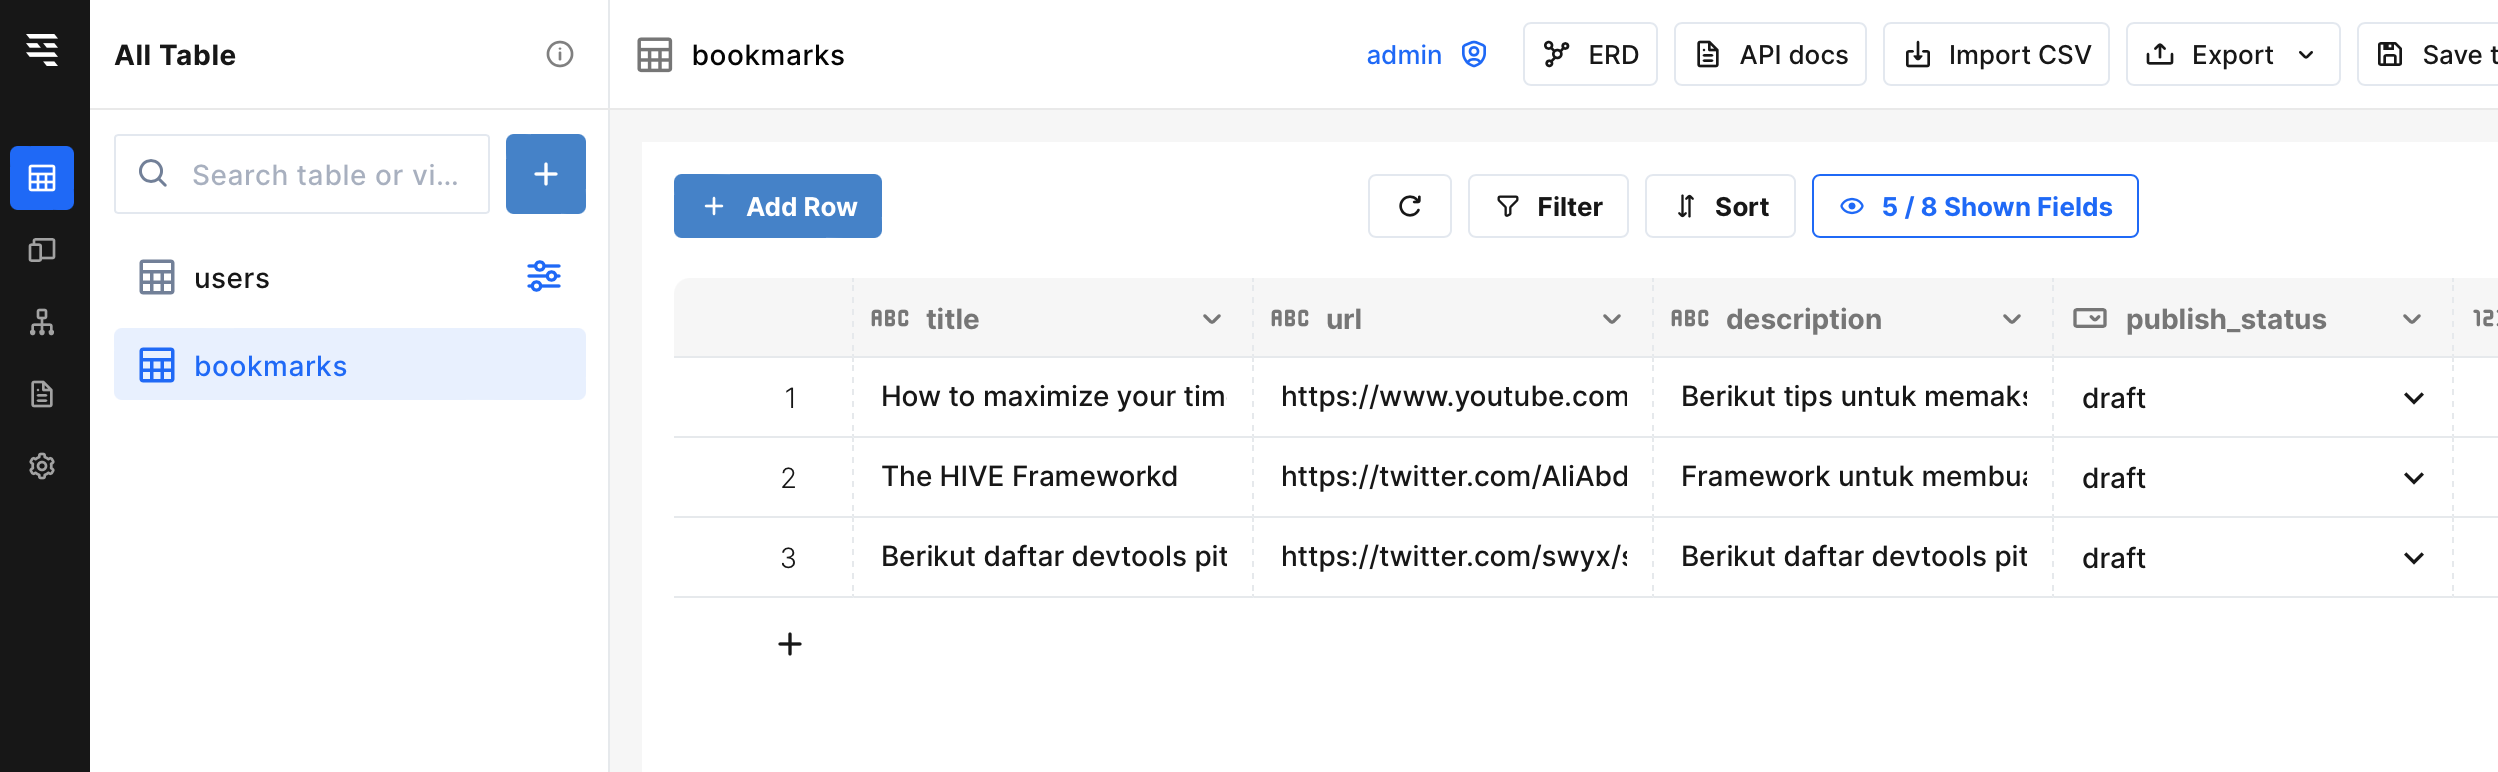 All Table
bookmarks
admin
ERD
API docs
Import CSV
Export
Save t
Search table or vi...
Add Row
Filter
Sort
5 / 8 Shown Fields
users
bookmarks
ABC title
ABC url
ABC description
publish_status
1 How to maximize your tim https://www.youtube.com Berikut tips untuk memaks draft
2 The HIVE Frameworkd https://twitter.com/AliAbd Framework untuk membua draft
3 Berikut daftar devtools pit https://twitter.com/swyx/s Berikut daftar devtools pit draft